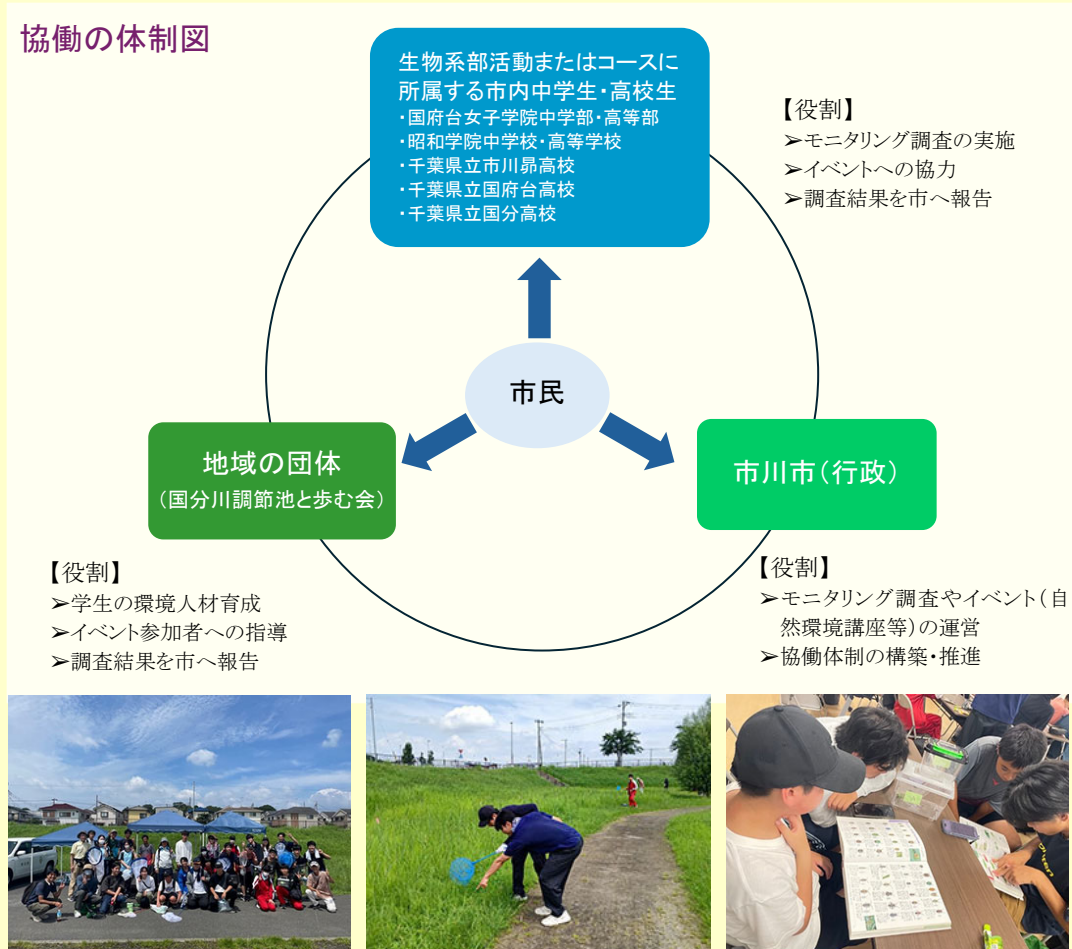 協働の体制図
生物系部活動またはコースに
所属する市内中学生・高校生
・国府台女子学院中学部・高等部
・昭和学院中学校・高等学校
・千葉県立市川昴高校
・千葉県立国府台高校
・千葉県立国分高校
【役割】
➢モニタリング調査の実施
➢イベントへの協力
➢調査結果を市へ報告
市民
地域の団体
（国分川調節池と歩む会）
市川市（行政）
【役割】
➢学生の環境人材育成
➢イベント参加者への指導
➢調査結果を市へ報告
【役割】
➢モニタリング調査やイベント（自
然環境講座等）の運営
➢協働体制の構築・推進